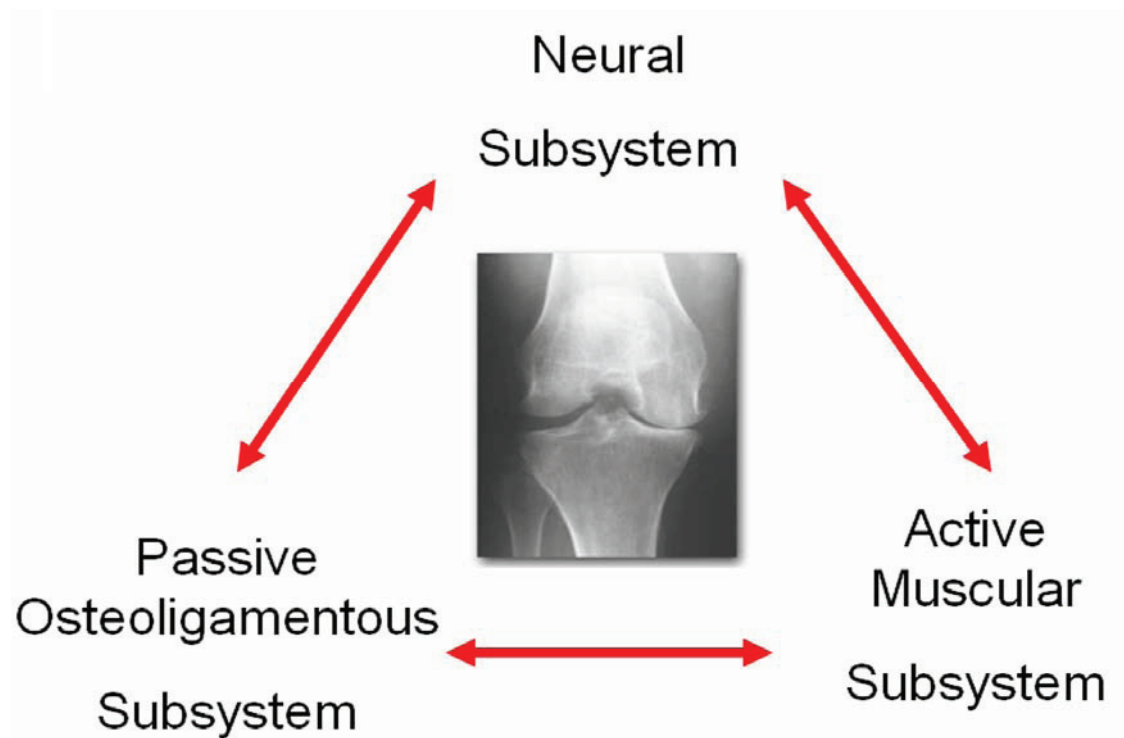 Neural
Subsystem
Passive
Osteoligamentous
Subsystem
Active
Muscular
Subsystem